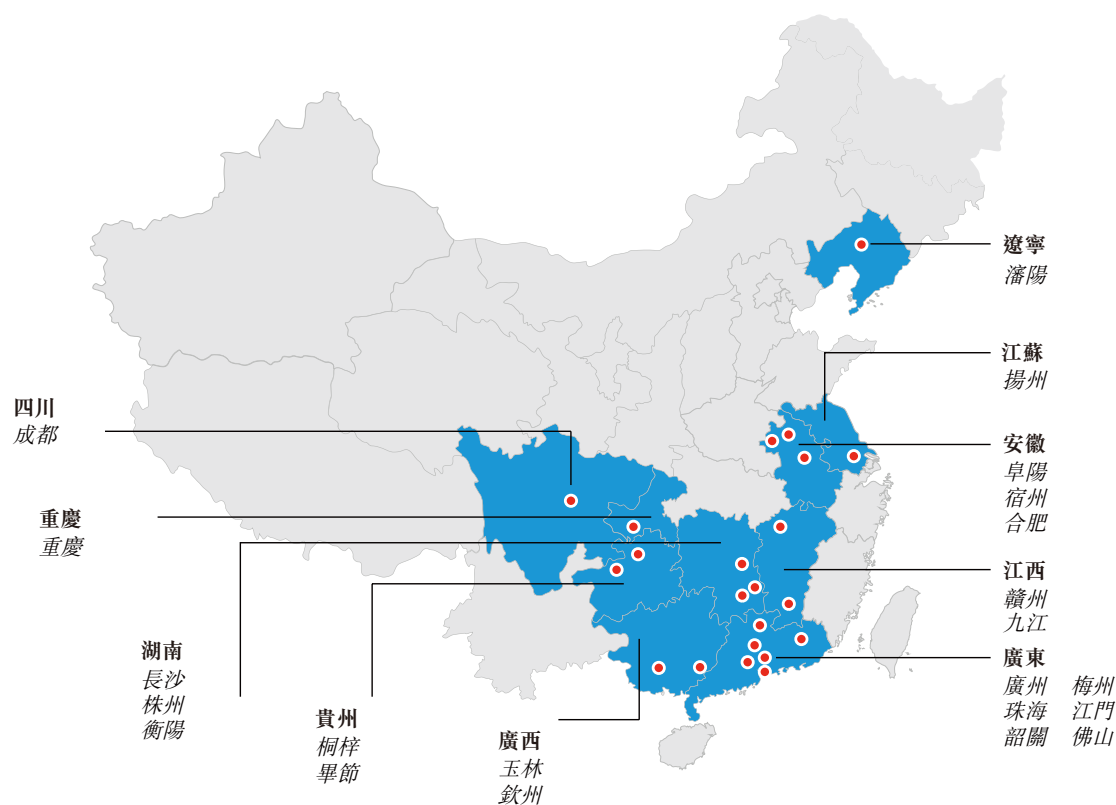 遼寧
瀋陽
江蘇
揚州
四川
成都
安徽
阜陽
宿州
合肥
重慶
重慶
江西
贛州
九江
湖南
長沙
株州
衡陽
廣東
廣州 梅州
珠海 江門
韶關 佛山
貴州
桐梓
畢節
廣西
玉林
欽州